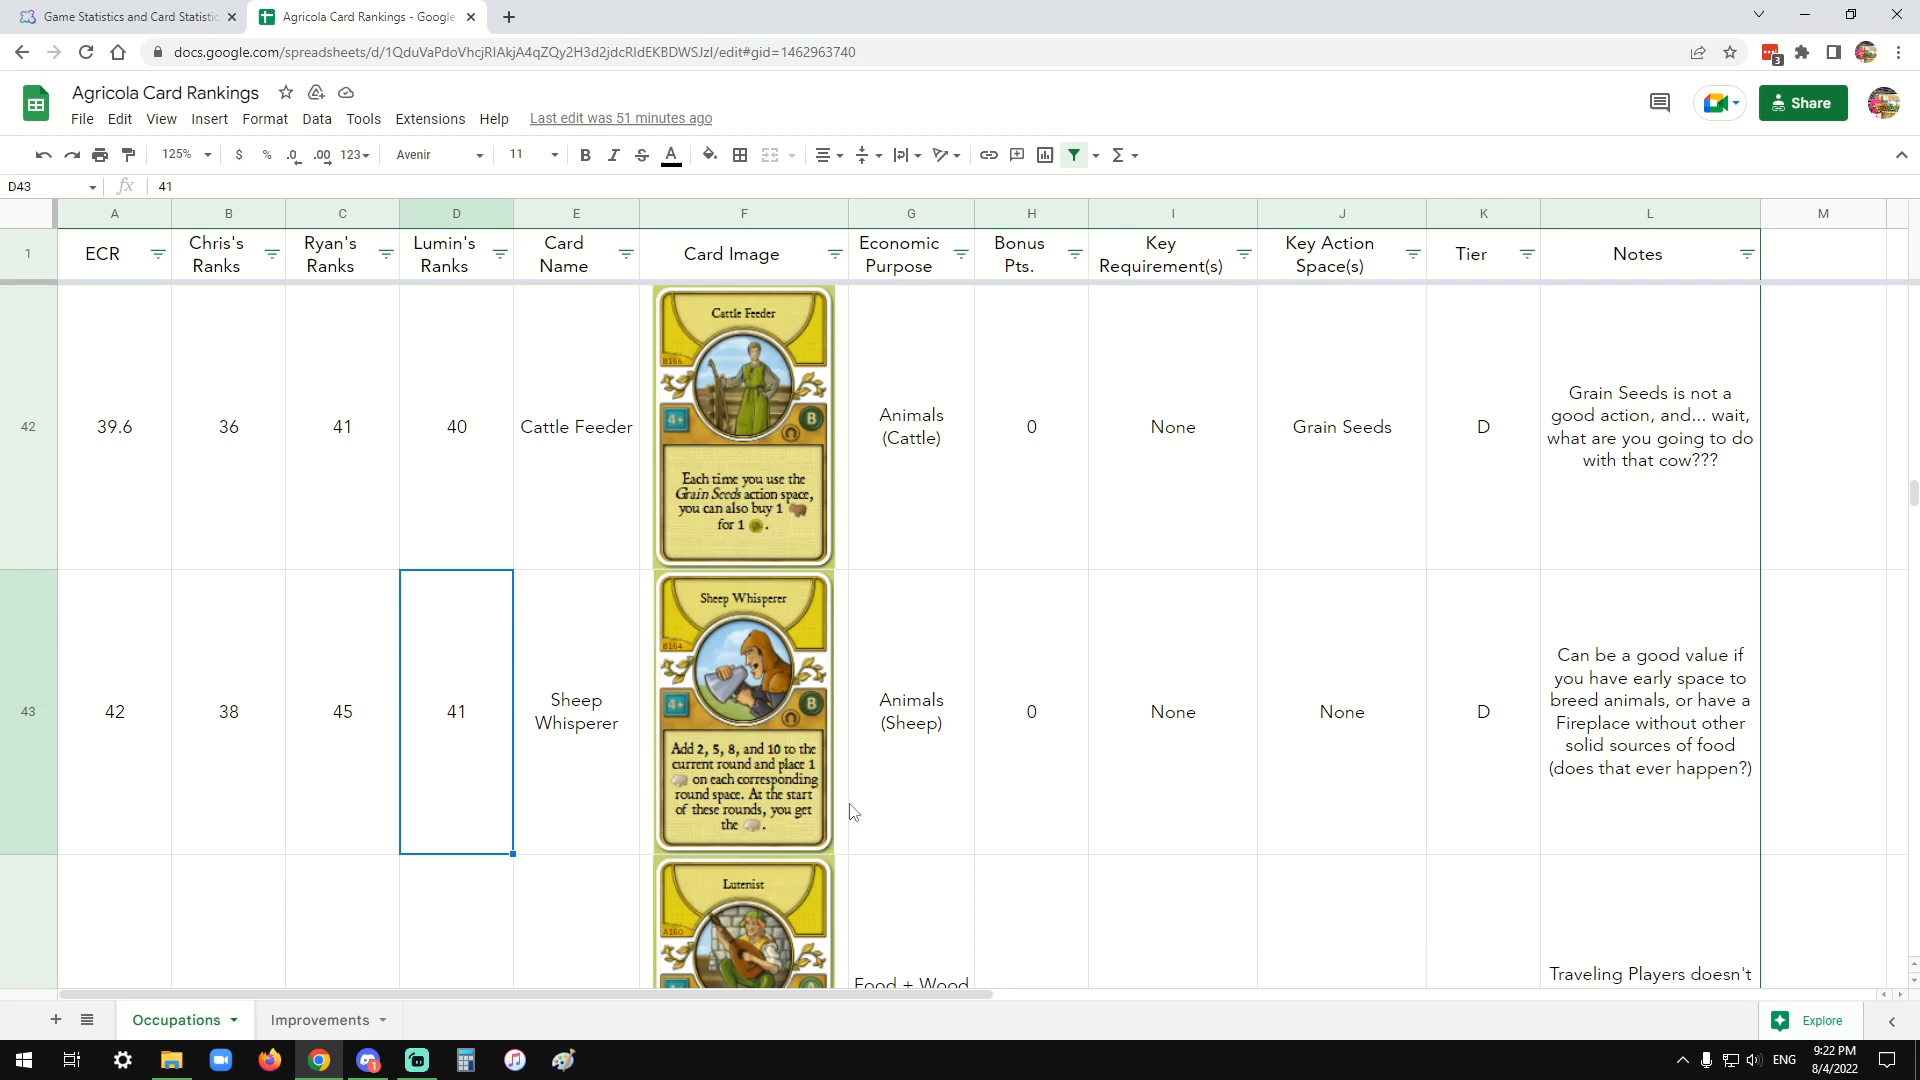 Game Statistics and Card Statistic
Agricola Card Rankings - Google
docs.google.com/spreadsheets/d/1QduVaPdoVhcjRIAkjA4qZQy2H3d2jdcRldEKBDWSJzI/edit#gid=1462963740
3
Agricola Card Rankings
File Edit View Insert Format Data Tools Extensions Help Last edit was 51 minutes ago
Share
125% $ % .0 .00 123 Avenir 11 B I S A Σ
D43 fx 41
A B C D E F G H I J K L M
1
ECR
Chris's Ranks
Ryan's Ranks
Lumin's Ranks
Card Name
Card Image
Economic Purpose
Bonus Pts.
Key Requirement(s)
Key Action Space(s)
Tier
Notes
42
39.6
36
41
40
Cattle Feeder
Cattle Feeder
B166
4+
B
Each time you use the
Grain Seeds action space,
you can also buy 1
for 1 .
Animals
(Cattle)
0
None
Grain Seeds
D
Grain Seeds is not a
good action, and... wait,
what are you going to do
with that cow???
43
42
38
45
41
Sheep
Whisperer
Sheep Whisperer
B164
4+
B
Add 2, 5, 8, and 10 to the
current round and place 1
on each corresponding
round space. At the start
of these rounds, you get
the .
Animals
(Sheep)
0
None
None
D
Can be a good value if
you have early space to
breed animals, or have a
Fireplace without other
solid sources of food
(does that ever happen?)
Lutenist
A160
Food + Wood
Traveling Players doesn't
Occupations
Improvements
Explore
1
ENG
9:22 PM
8/4/2022